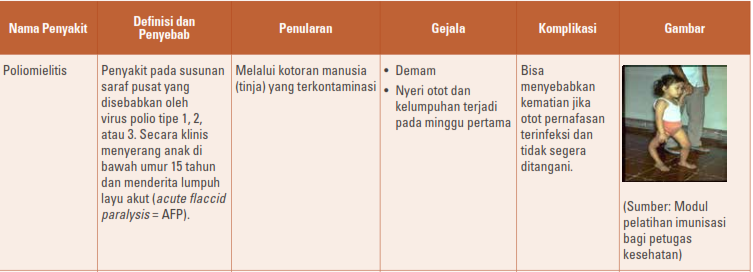 Nama Penyakit
Definisi dan
Penyebab
Penularan
Gejala
Komplikasi
Gambar
Poliomielitis
Penyakit pada susunan
saraf pusat yang
disebabkan oleh
virus polio tipe 1, 2,
atau 3. Secara klinis
menyerang anak di
bawah umur 15 tahun
dan menderita lumpuh
layu akut (acute flaccid
paralysis = AFP).
Melalui kotoran manusia
(tinja) yang terkontaminasi
• Demam
• Nyeri otot dan
kelumpuhan terjadi
pada minggu pertama
Bisa
menyebabkan
kematian jika
otot pernafasan
terinfeksi dan
tidak segera
ditangani.
(Sumber: Modul
pelatihan imunisasi
bagi petugas
kesehatan)